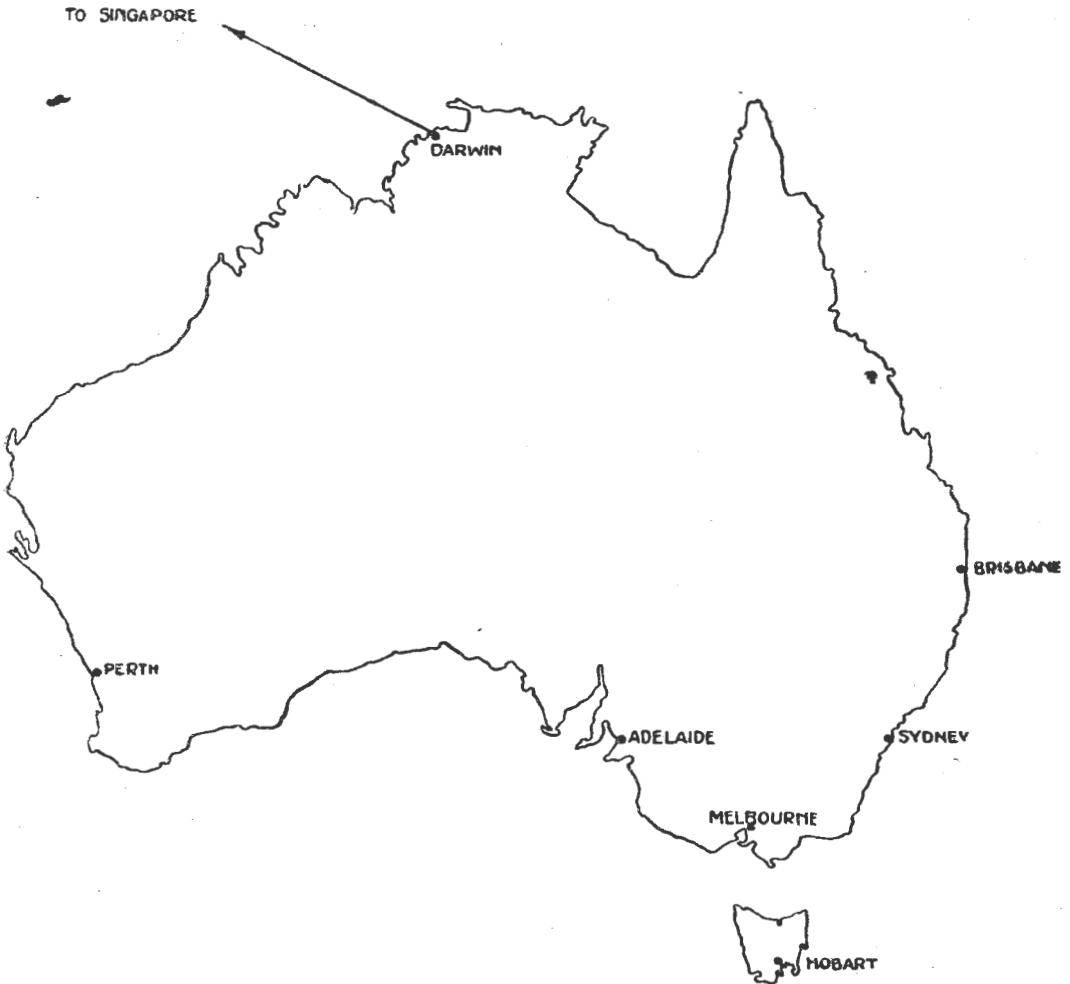 TO SINGAPORE
DARWIN
BRISBANE
PERTH
ADELAIDE
SYDNEY
MELBOURNE
HOBART